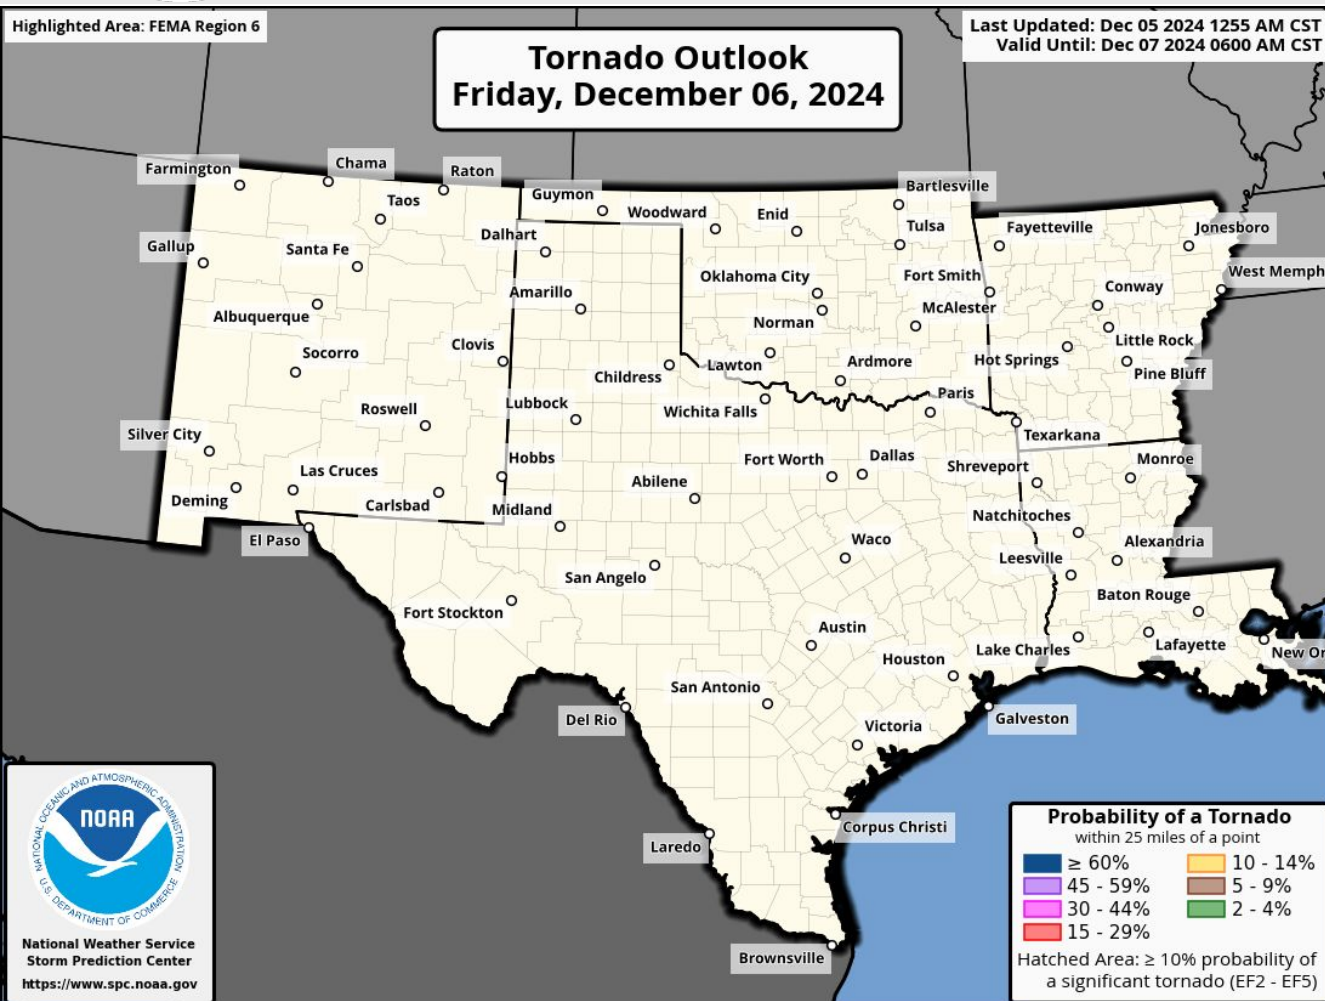 Highlighted Area: FEMA Region 6
Last Updated: Dec 05 2024 1255 AM CST
Valid Until: Dec 07 2024 0600 AM CST
Tornado Outlook
Friday, December 06, 2024
Farmington
Chama
Raton
Taos
Guymon
Woodward
Enid
Bartlesville
Tulsa
Fayetteville
Jonesboro
Gallup
Santa Fe
Dalhart
Oklahoma City
Fort Smith
West Memph
Amarillo
Conway
Albuquerque
Norman
McAlester
Little Rock
Socorro
Clovis
Childress
Lawton
Ardmore
Hot Springs
Pine Bluff
Roswell
Lubbock
Wichita Falls
Paris
Texarkana
Silver City
Las Cruces
Hobbs
Abilene
Fort Worth
Dallas
Shreveport
Monroe
Deming
Carlsbad
Midland
Natchitoches
El Paso
Waco
Leesville
Alexandria
San Angelo
Fort Stockton
Baton Rouge
Austin
Houston
Lake Charles
Lafayette
New Or
San Antonio
Del Rio
Galveston
Victoria
Laredo
Corpus Christi
Brownsville
NATIONAL OCEANIC AND ATMOSPHERIC ADMINISTRATION
NOAA
U.S. DEPARTMENT OF COMMERCE
National Weather Service
Storm Prediction Center
https://www.spc.noaa.gov
Probability of a Tornado
within 25 miles of a point
≥ 60%
10 - 14%
45 - 59%
5 - 9%
30 - 44%
2 - 4%
15 - 29%
Hatched Area: ≥ 10% probability of
a significant tornado (EF2 - EF5)